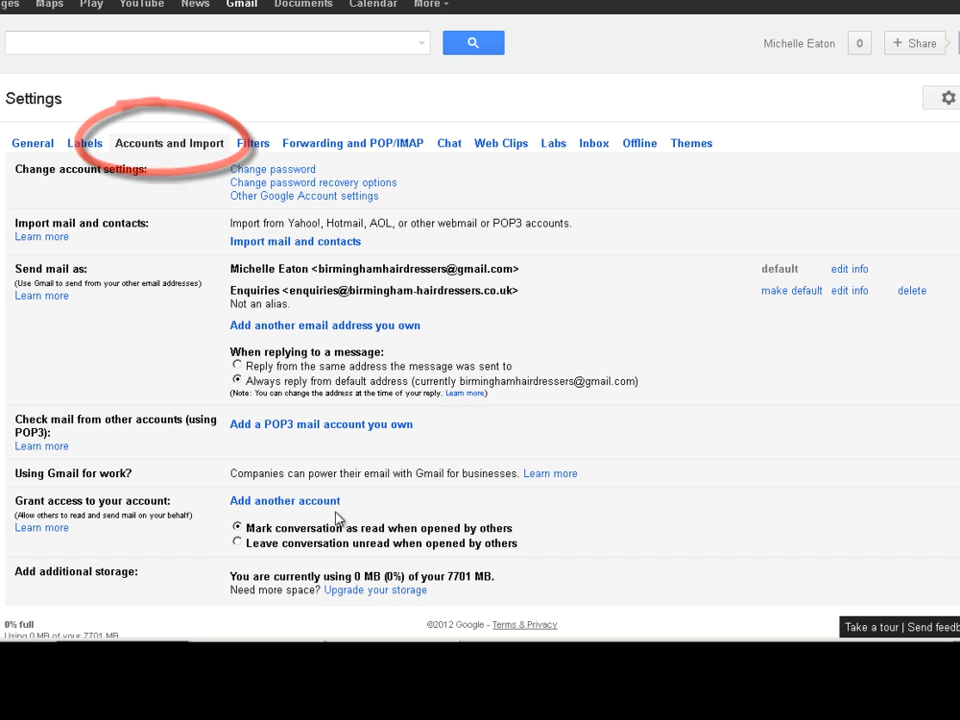 ges Maps Play YouTube News Gmail Documents Calendar More
Michelle Eaton 0 + Share
Settings
General Labels Accounts and Import Filters Forwarding and POP/IMAP Chat Web Clips Labs Inbox Offline Themes
Change account settings: Change password
Change password recovery options
Other Google Account settings
Import mail and contacts: Import from Yahoo!, Hotmail, AOL, or other webmail or POP3 accounts.
Learn more
Import mail and contacts
Send mail as: Michelle Eaton <birminghamhairdressers@gmail.com> default edit info
(Use Gmail to send from your other email addresses)
Learn more
Enquiries <enquiries@birmingham-hairdressers.co.uk> make default edit info delete
Not an alias.
Add another email address you own
When replying to a message:
Reply from the same address the message was sent to
Always reply from default address (currently birminghamhairdressers@gmail.com)
(Note: You can change the address at the time of your reply. Learn more)
Check mail from other accounts (using POP3): Add a POP3 mail account you own
Learn more
Using Gmail for work? Companies can power their email with Gmail for businesses. Learn more
Grant access to your account: Add another account
(Allow others to read and send mail on your behalf)
Learn more
Mark conversation as read when opened by others
Leave conversation unread when opened by others
Add additional storage: You are currently using 0 MB (0%) of your 7701 MB.
Need more space? Upgrade your storage
0% full ©2012 Google - Terms & Privacy
Using 0 MB of your 7701 MB
Take a tour | Send feedb